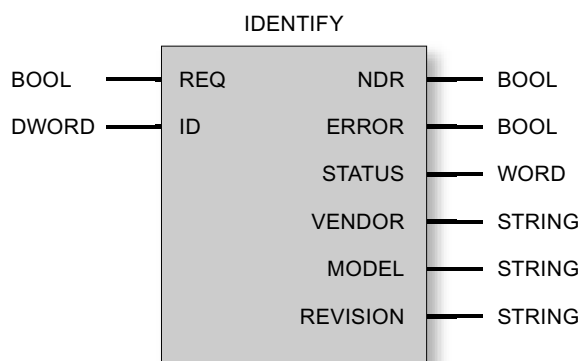 IDENTIFY
BOOL REQ NDR BOOL
DWORD ID ERROR BOOL
STATUS WORD
VENDOR STRING
MODEL STRING
REVISION STRING